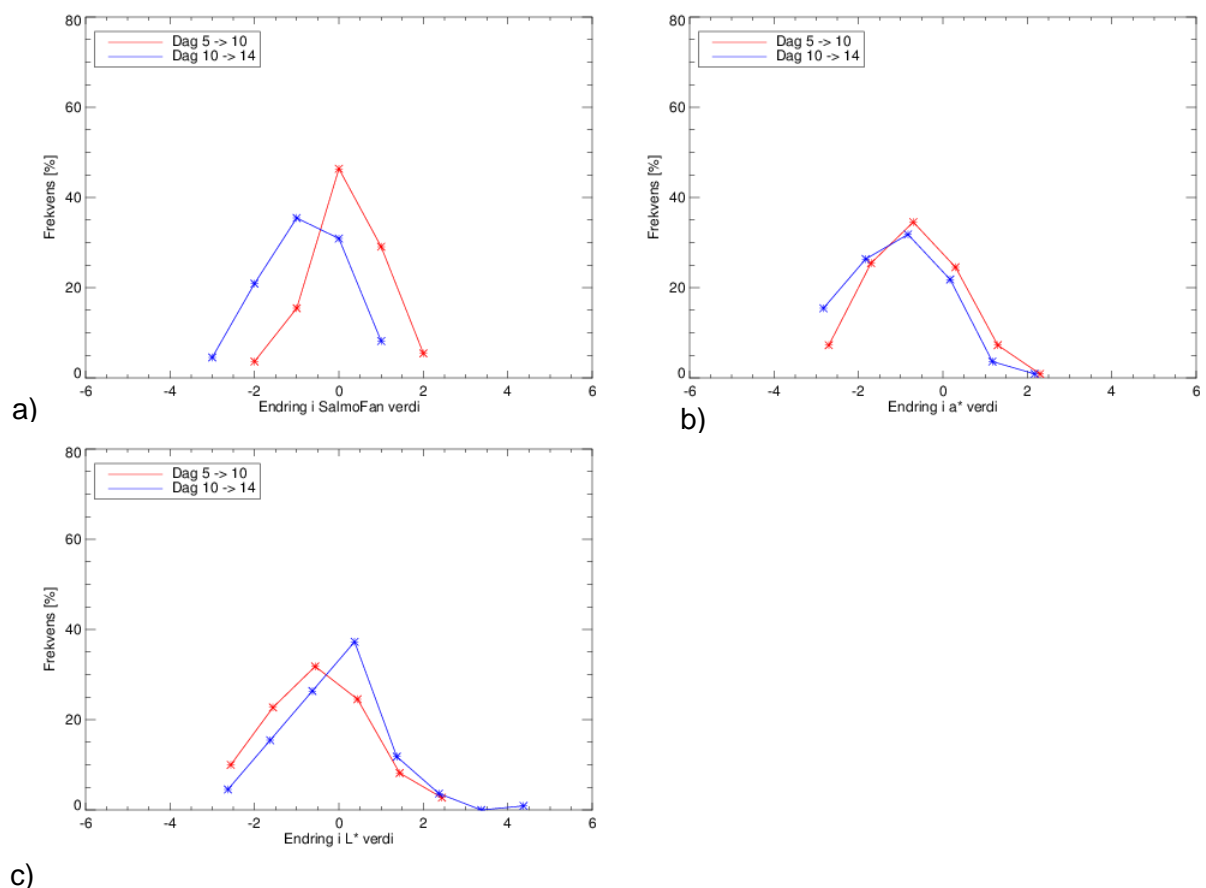 80
60
40
20
0
Frekvens [%]
Dag 5 -> 10
Dag 10 -> 14
-6 -4 -2 0 2 4 6
Endring i SalmoFan verdi
a)
80
60
40
20
0
Frekvens [%]
Dag 5 -> 10
Dag 10 -> 14
-6 -4 -2 0 2 4 6
Endring i a* verdi
b)
80
60
40
20
0
Frekvens [%]
Dag 5 -> 10
Dag 10 -> 14
-6 -4 -2 0 2 4 6
Endring i L* verdi
c)